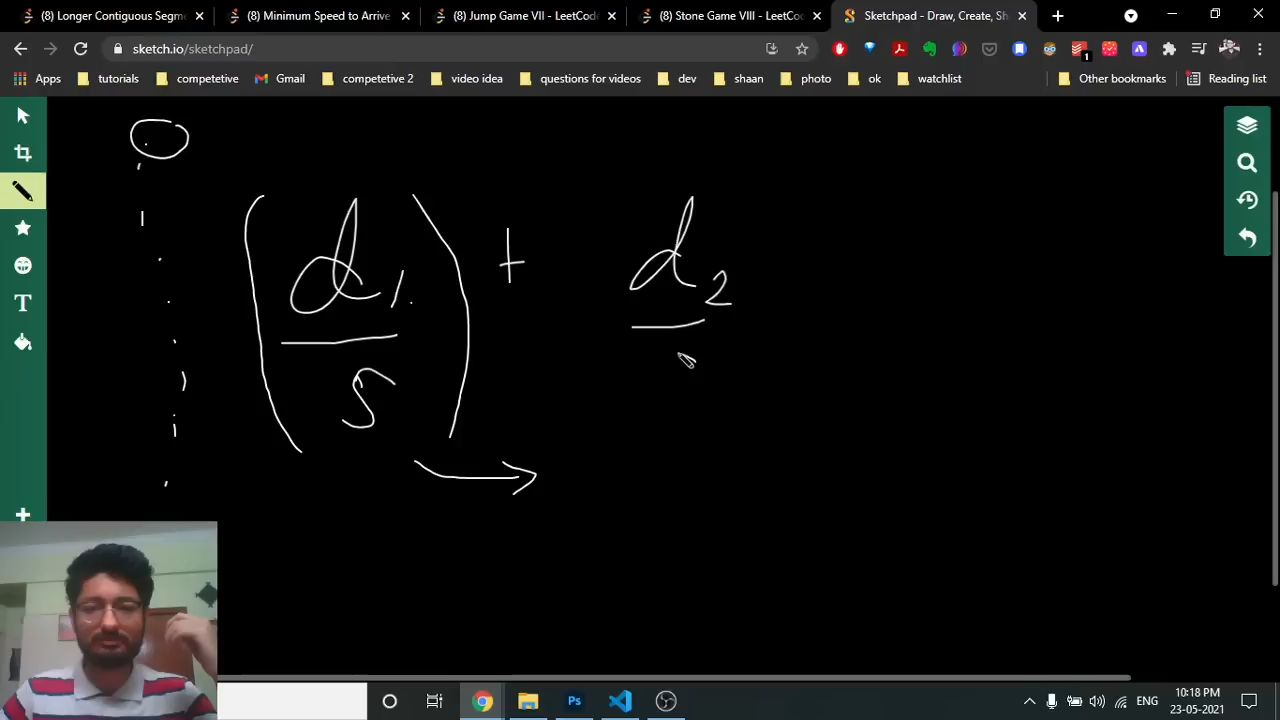 (8) Longer Contiguous Segm
(8) Minimum Speed to Arrive
(8) Jump Game VII - LeetCode
(8) Stone Game VIII - LeetCo
Sketchpad - Draw, Create, Sh
sketch.io/sketchpad/
1
Apps
tutorials
competetive
Gmail
competetive 2
video idea
questions for videos
dev
shaan
photo
ok
watchlist
Other bookmarks
Reading list
T
(d1/s) + d2
ENG
10:18 PM
23-05-2021